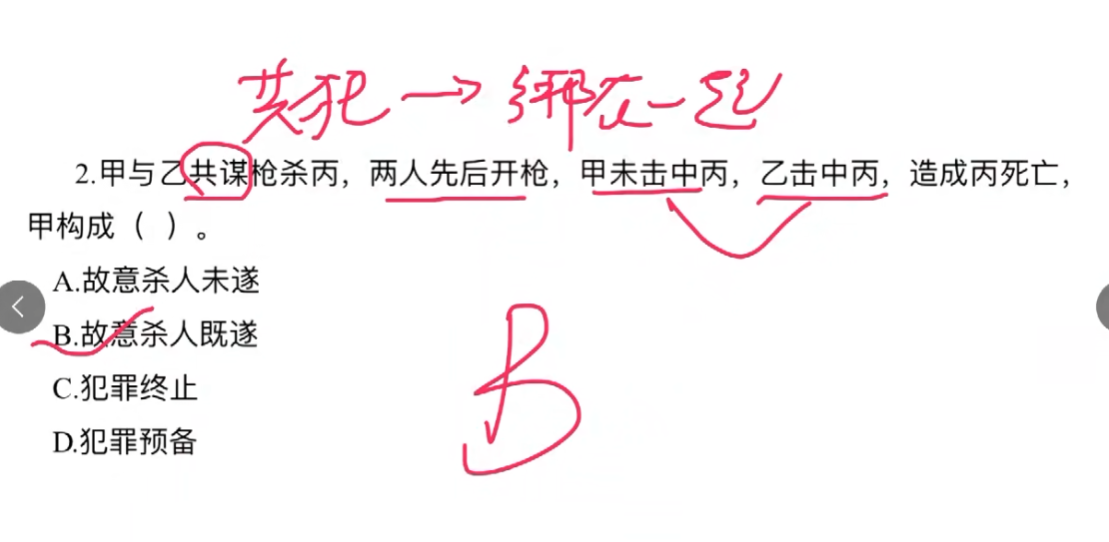 共犯→绑在一起
2.甲与乙共谋枪杀丙，两人先后开枪，甲未击中丙，乙击中丙，造成丙死亡，
甲构成（ ）。
A.故意杀人未遂
B.故意杀人既遂
C.犯罪终止
D.犯罪预备
B